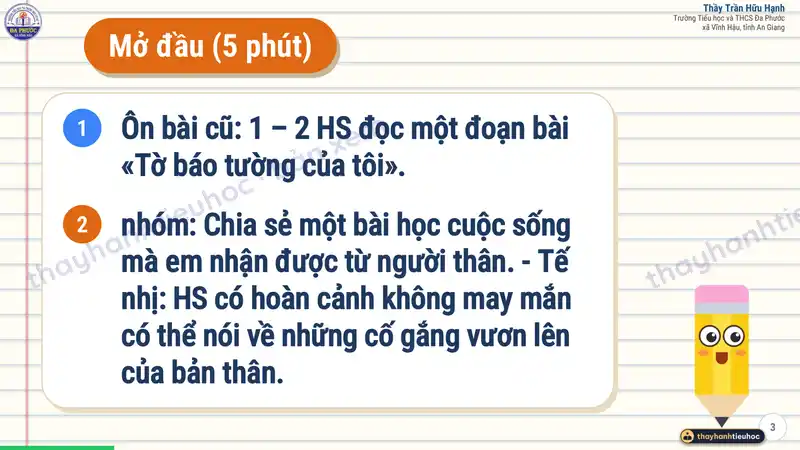 Thầy Trần Hữu Hạnh
Trường Tiểu học và THCS Đa Phước
xã Vĩnh Hậu, tỉnh An Giang
ĐA PHƯỚC
Mở đầu (5 phút)
1
Ôn bài cũ: 1 – 2 HS đọc một đoạn bài
«Tờ báo tường của tôi».
2
nhóm: Chia sẻ một bài học cuộc sống
mà em nhận được từ người thân. - Tế
nhị: HS có hoàn cảnh không may mắn
có thể nói về những cố gắng vươn lên
của bản thân.
thayhanhtieuhoc
3